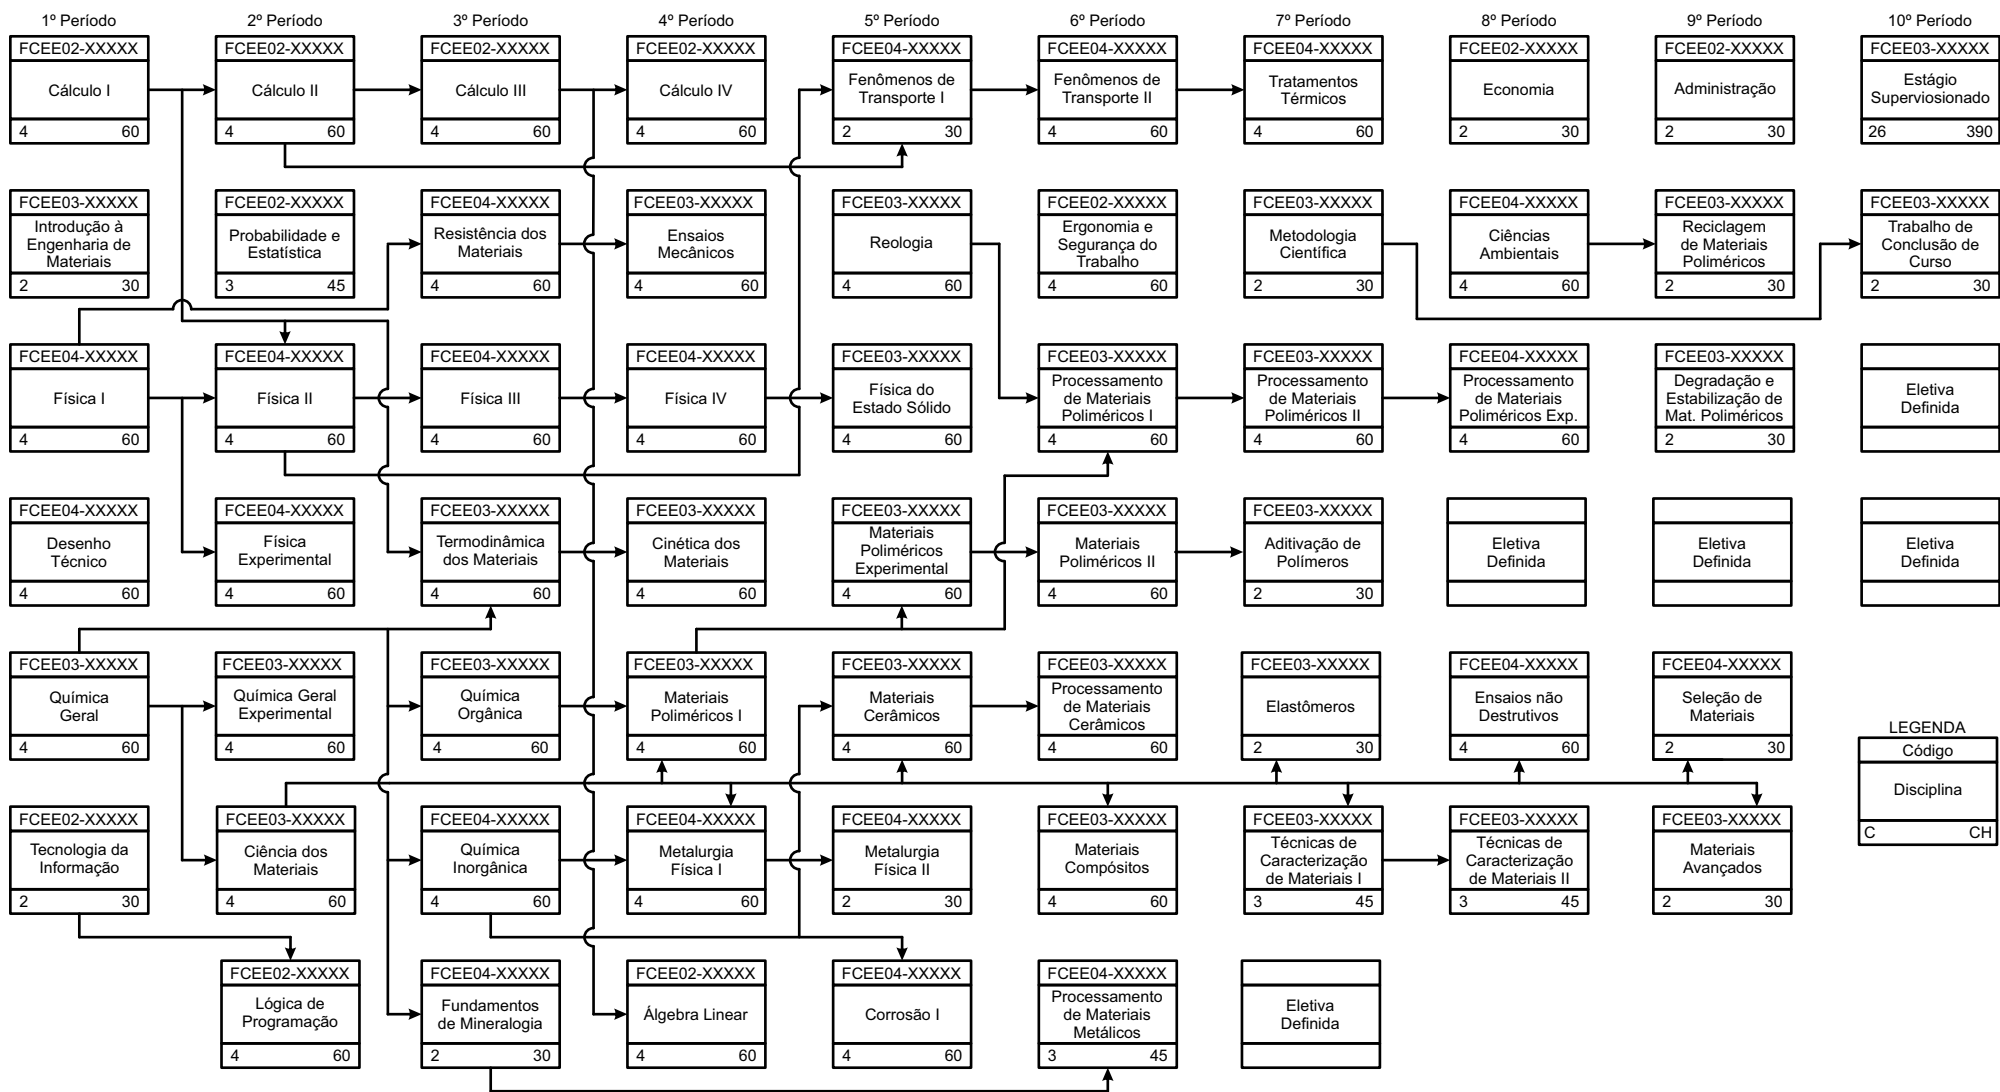 1º Período
2º Período
3º Período
4º Período
5º Período
6º Período
7º Período
8º Período
9º Período
10º Período
FCEE02-XXXXX
Cálculo I
4 60
FCEE02-XXXXX
Cálculo II
4 60
FCEE02-XXXXX
Cálculo III
4 60
FCEE02-XXXXX
Cálculo IV
4 60
FCEE04-XXXXX
Fenômenos de
Transporte I
2 30
FCEE04-XXXXX
Fenômenos de
Transporte II
4 60
FCEE04-XXXXX
Tratamentos
Térmicos
4 60
FCEE02-XXXXX
Economia
2 30
FCEE02-XXXXX
Administração
2 30
FCEE03-XXXXX
Estágio
Superviosionado
26 390
FCEE03-XXXXX
Introdução à
Engenharia de
Materiais
2 30
FCEE02-XXXXX
Probabilidade e
Estatística
3 45
FCEE04-XXXXX
Resistência dos
Materiais
4 60
FCEE03-XXXXX
Ensaios
Mecânicos
4 60
FCEE03-XXXXX
Reologia
4 60
FCEE02-XXXXX
Ergonomia e
Segurança do
Trabalho
4 60
FCEE03-XXXXX
Metodologia
Científica
2 30
FCEE04-XXXXX
Ciências
Ambientais
4 60
FCEE03-XXXXX
Reciclagem
de Materiais
Poliméricos
2 30
FCEE03-XXXXX
Trabalho de
Conclusão de
Curso
2 30
FCEE04-XXXXX
Física I
4 60
FCEE04-XXXXX
Física II
4 60
FCEE04-XXXXX
Física III
4 60
FCEE04-XXXXX
Física IV
4 60
FCEE03-XXXXX
Física do
Estado Sólido
4 60
FCEE03-XXXXX
Processamento
de Materiais
Poliméricos I
4 60
FCEE03-XXXXX
Processamento
de Materiais
Poliméricos II
4 60
FCEE04-XXXXX
Processamento
de Materiais
Poliméricos Exp.
4 60
FCEE03-XXXXX
Degradação e
Estabilização de
Mat. Poliméricos
2 30
Eletiva
Definida
FCEE04-XXXXX
Desenho
Técnico
4 60
FCEE04-XXXXX
Física
Experimental
4 60
FCEE03-XXXXX
Termodinâmica
dos Materiais
4 60
FCEE03-XXXXX
Cinética dos
Materiais
4 60
FCEE03-XXXXX
Materiais
Poliméricos
Experimental
4 60
FCEE03-XXXXX
Materiais
Poliméricos II
4 60
FCEE03-XXXXX
Aditivação de
Polímeros
2 30
Eletiva
Definida
Eletiva
Definida
Eletiva
Definida
FCEE03-XXXXX
Química
Geral
4 60
FCEE03-XXXXX
Química Geral
Experimental
4 60
FCEE03-XXXXX
Química
Orgânica
4 60
FCEE03-XXXXX
Materiais
Poliméricos I
4 60
FCEE03-XXXXX
Materiais
Cerâmicos
4 60
FCEE03-XXXXX
Processamento
de Materiais
Cerâmicos
4 60
FCEE03-XXXXX
Elastômeros
2 30
FCEE04-XXXXX
Ensaios não
Destrutivos
4 60
FCEE04-XXXXX
Seleção de
Materiais
2 30
LEGENDA
Código
Disciplina
C CH
FCEE02-XXXXX
Tecnologia da
Informação
2 30
FCEE03-XXXXX
Ciência dos
Materiais
4 60
FCEE04-XXXXX
Química
Inorgânica
4 60
FCEE04-XXXXX
Metalurgia
Física I
4 60
FCEE04-XXXXX
Metalurgia
Física II
2 30
FCEE03-XXXXX
Materiais
Compósitos
4 60
FCEE03-XXXXX
Técnicas de
Caracterização
de Materiais I
3 45
FCEE03-XXXXX
Técnicas de
Caracterização
de Materiais II
3 45
FCEE03-XXXXX
Materiais
Avançados
2 30
FCEE02-XXXXX
Lógica de
Programação
4 60
FCEE04-XXXXX
Fundamentos
de Mineralogia
2 30
FCEE02-XXXXX
Álgebra Linear
4 60
FCEE04-XXXXX
Corrosão I
4 60
FCEE04-XXXXX
Processamento
de Materiais
Metálicos
3 45
Eletiva
Definida